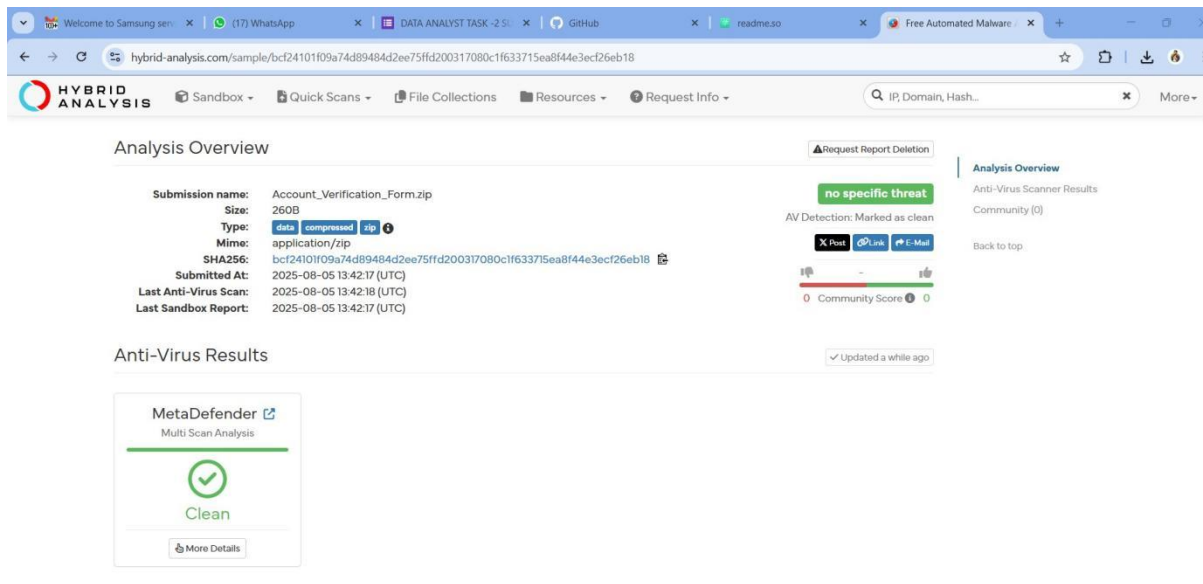 Welcome to Samsung serv
(17) WhatsApp
DATA ANALYST TASK -2 SU
GitHub
readme.so
Free Automated Malware A
hybrid-analysis.com/sample/bcf24101f09a74d89484d2ee75ffd200317080c1f633715ea8f44e3ecf26eb18
HYBRID
ANALYSIS
Sandbox
Quick Scans
File Collections
Resources
Request Info
IP, Domain, Hash...
More
Analysis Overview
Request Report Deletion
Submission name: Account_Verification_Form.zip
Size: 260B
Type: data compressed zip
Mime: application/zip
SHA256: bcf24101f09a74d89484d2ee75ffd200317080c1f633715ea8f44e3ecf26eb18
Submitted At: 2025-08-05 13:42:17 (UTC)
Last Anti-Virus Scan: 2025-08-05 13:42:18 (UTC)
Last Sandbox Report: 2025-08-05 13:42:17 (UTC)
no specific threat
AV Detection: Marked as clean
X Post Link E-Mail
-
0 Community Score 0
Analysis Overview
Anti-Virus Scanner Results
Community (0)
Back to top
Anti-Virus Results
Updated a while ago
MetaDefender
Multi Scan Analysis
Clean
More Details